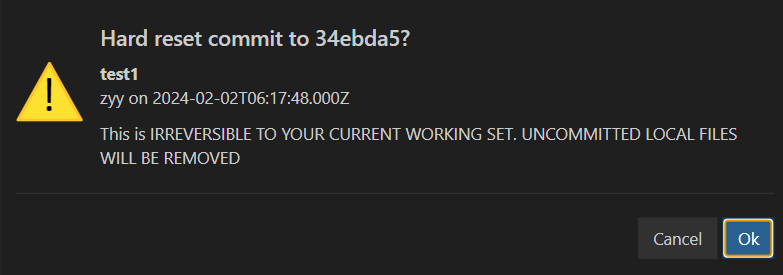 Hard reset commit to 34ebda5?
test1
zyy on 2024-02-02T06:17:48.000Z
This is IRREVERSIBLE TO YOUR CURRENT WORKING SET. UNCOMMITTED LOCAL FILES
WILL BE REMOVED
Cancel
Ok